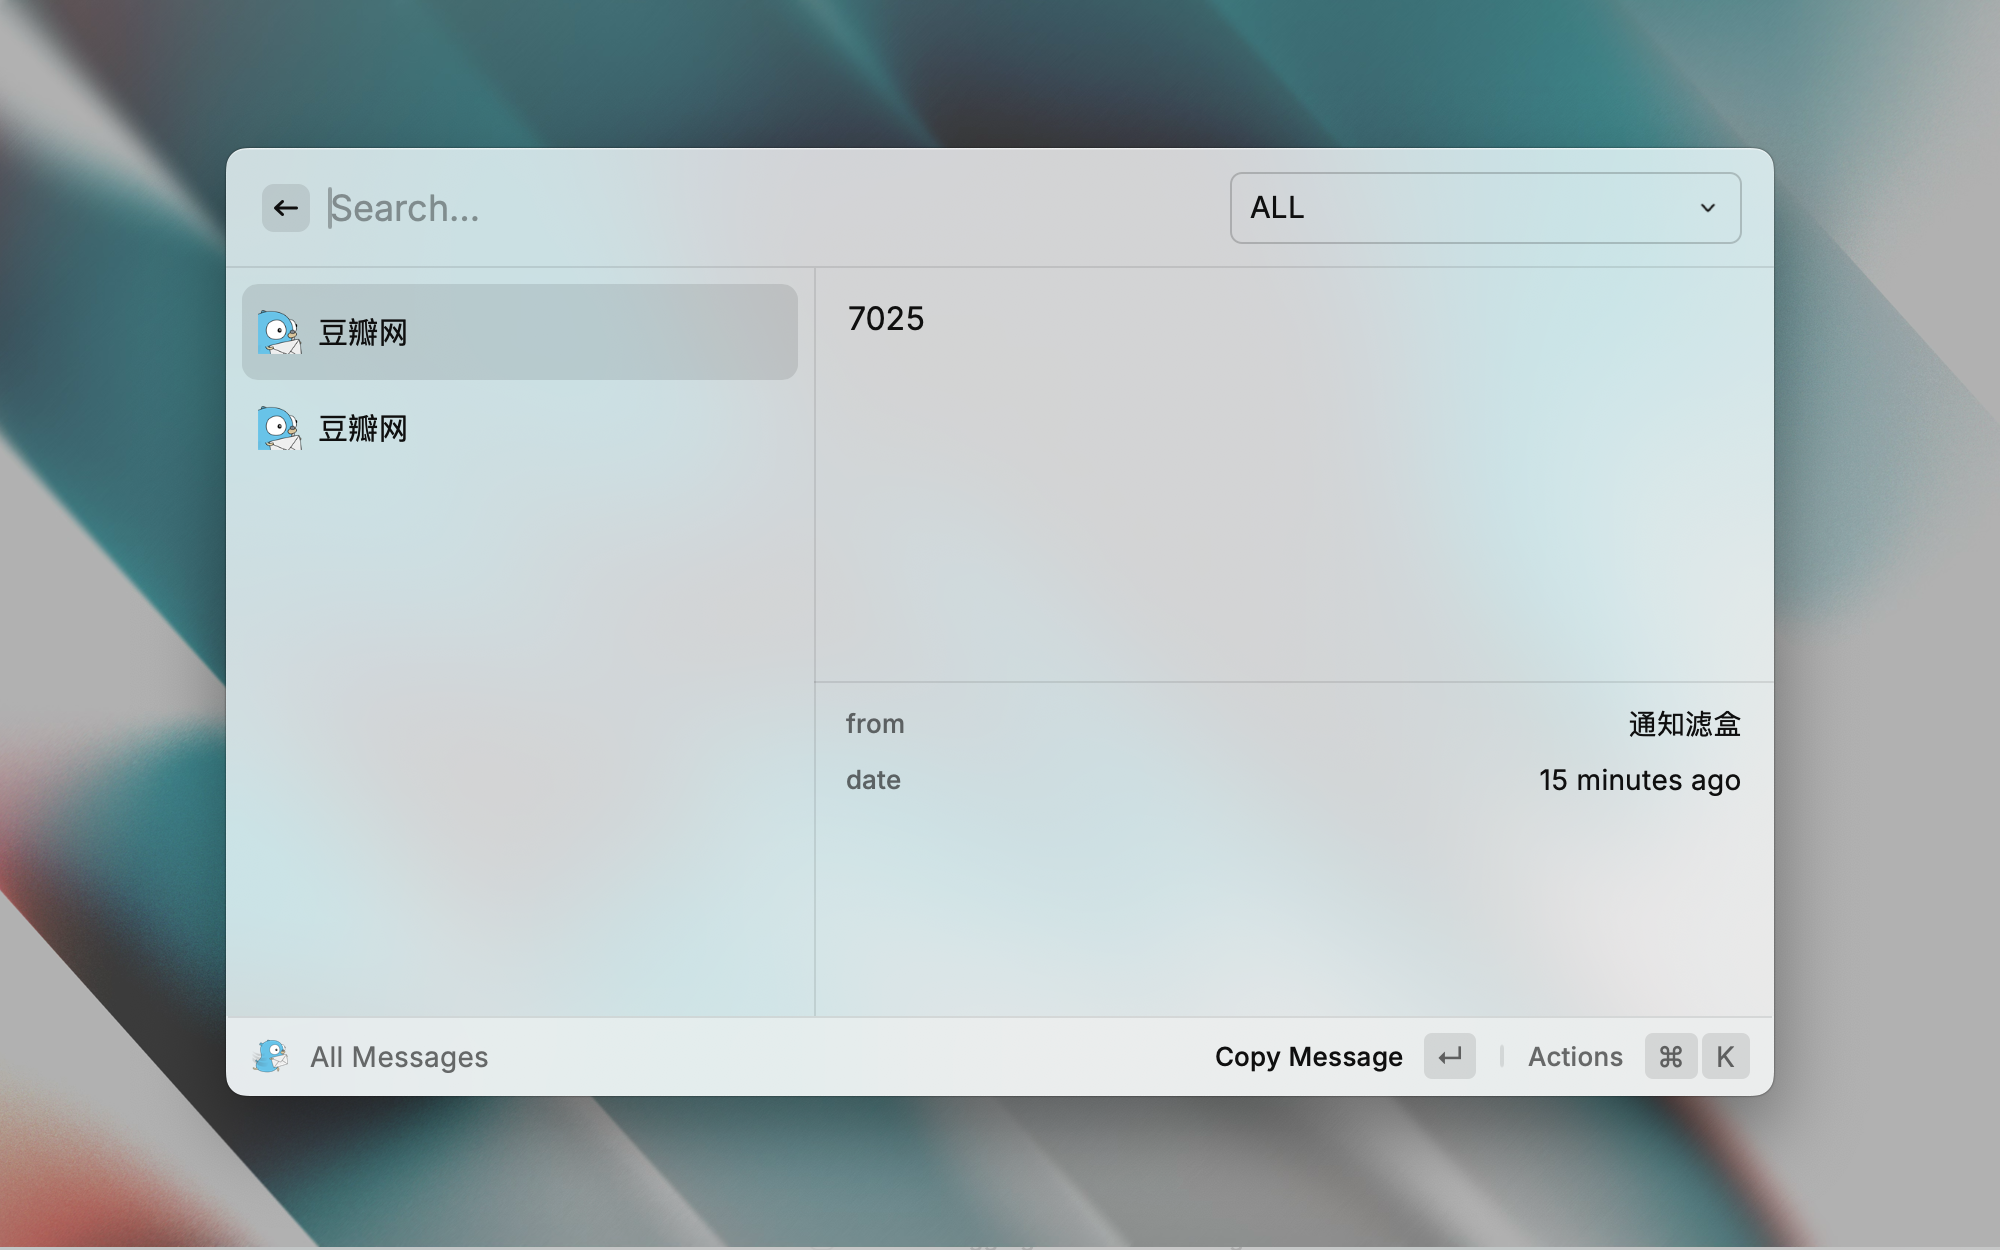 Search...
ALL
豆瓣网
豆瓣网
7025
from
通知滤盒
date
15 minutes ago
All Messages
Copy Message
Actions
⌘ K